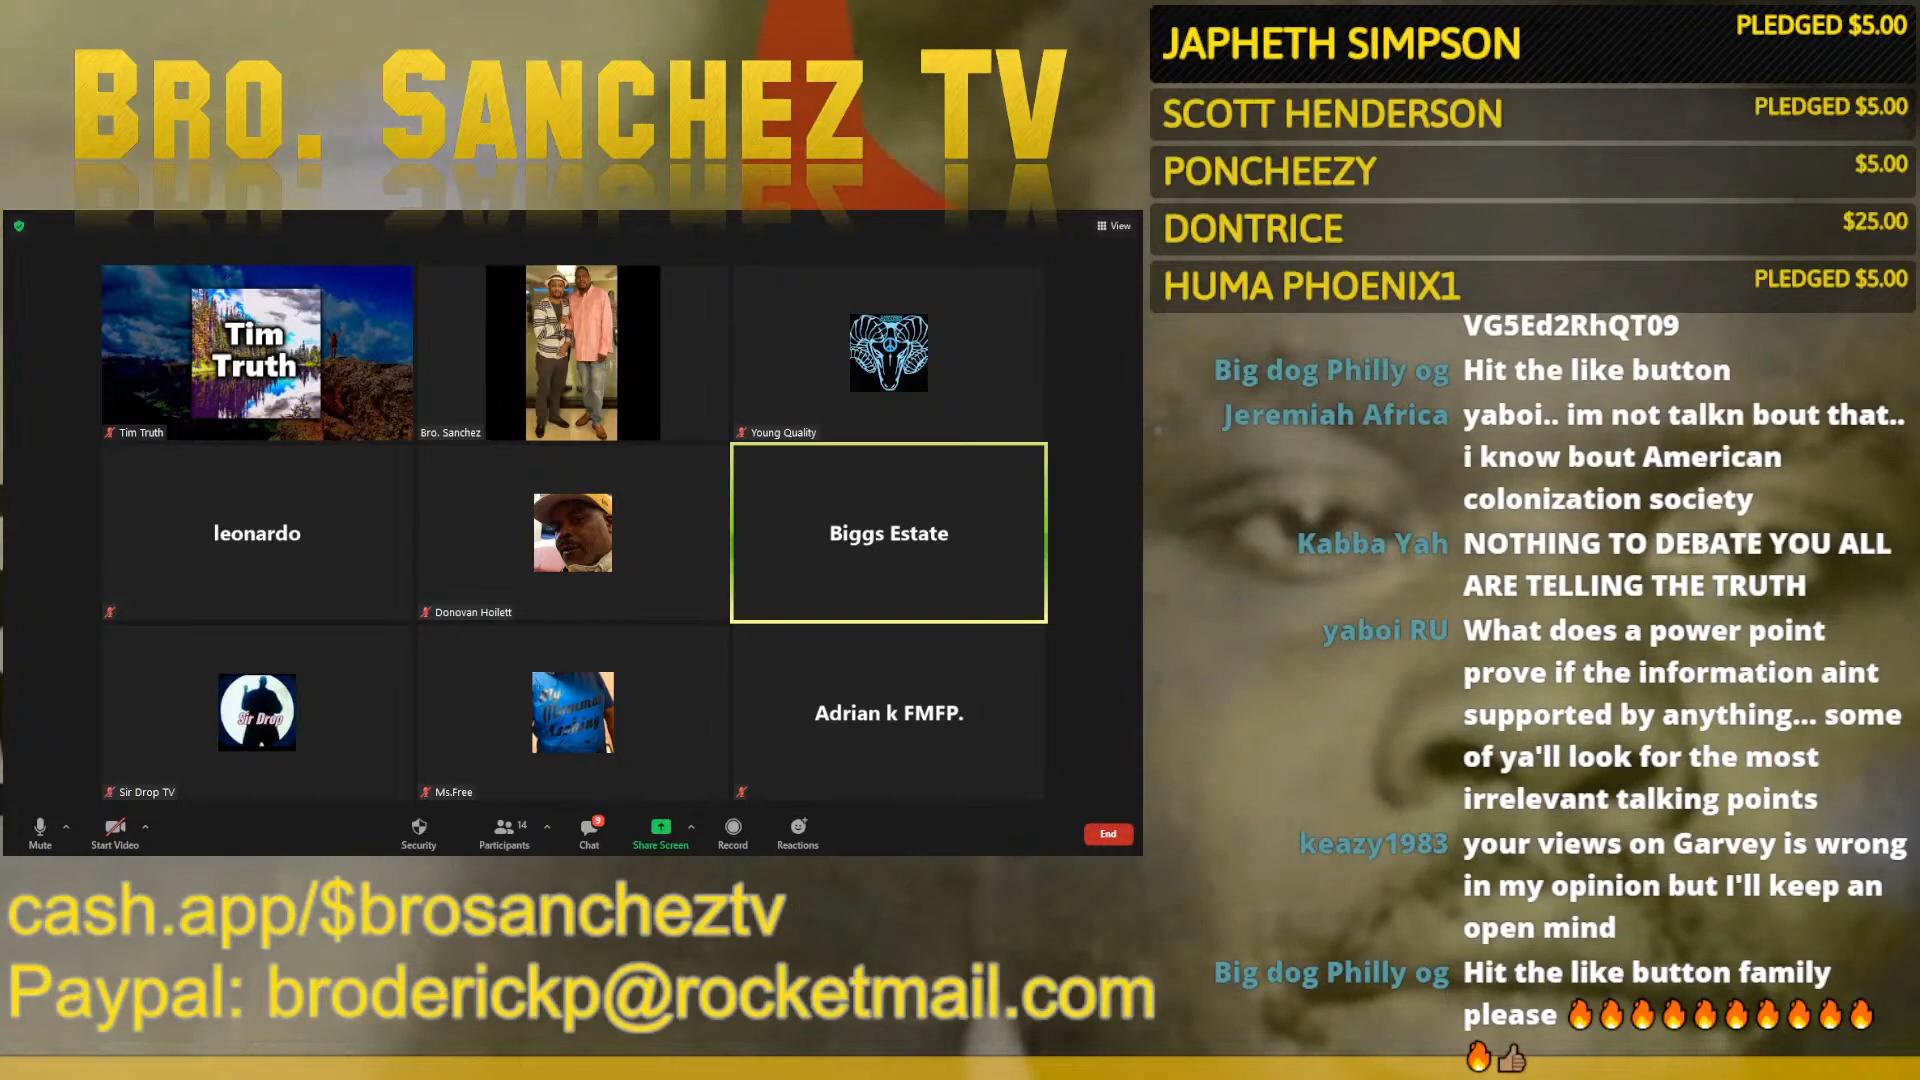 BRO. SANCHEZ TV
View
Tim
Truth
Tim Truth
Bro. Sanchez
Young Quality
leonardo
Donovan Hoilett
Biggs Estate
Sir Drop
Sir Drop TV
Ms.Free
Adrian k FMFP.
Mute
Start Video
Security
14
Participants
9
Chat
Share Screen
Record
Reactions
End
cash.app/$brosancheztv
Paypal: broderickp@rocketmail.com
JAPHETH SIMPSON PLEDGED $5.00
SCOTT HENDERSON PLEDGED $5.00
PONCHEEZY $5.00
DONTRICE $25.00
HUMA PHOENIX1 PLEDGED $5.00
VG5Ed2RhQT09
Big dog Philly og Hit the like button
Jeremiah Africa yaboi.. im not talkn bout that..
i know bout American
colonization society
Kabba Yah NOTHING TO DEBATE YOU ALL
ARE TELLING THE TRUTH
yaboi RU What does a power point
prove if the information aint
supported by anything... some
of ya'll look for the most
irrelevant talking points
keazy1983 your views on Garvey is wrong
in my opinion but I'll keep an
open mind
Big dog Philly og Hit the like button family
please 🔥🔥🔥🔥🔥🔥🔥🔥🔥🔥
🔥👍🏾